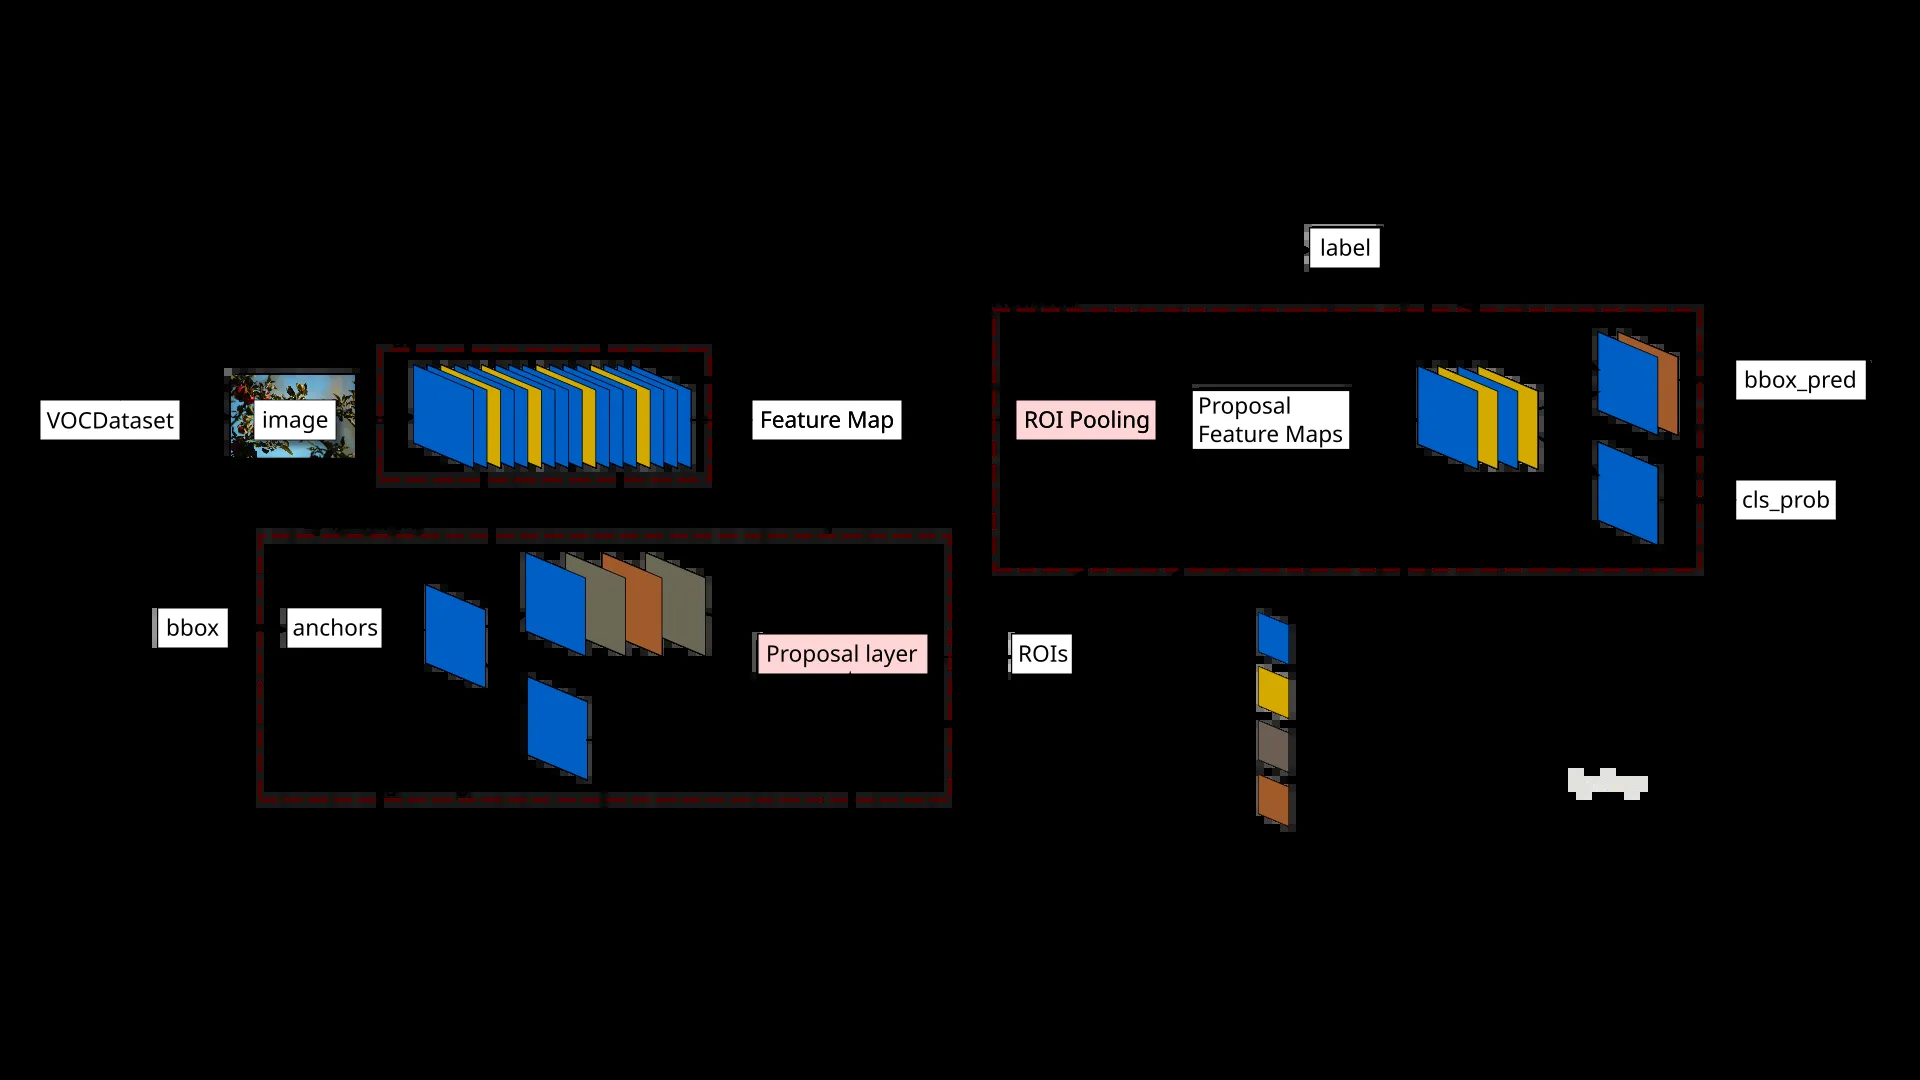 label
bbox_pred
VOCDataset
image
Feature Map
ROI Pooling
Proposal
Feature Maps
cls_prob
bbox
anchors
Proposal layer
ROIs